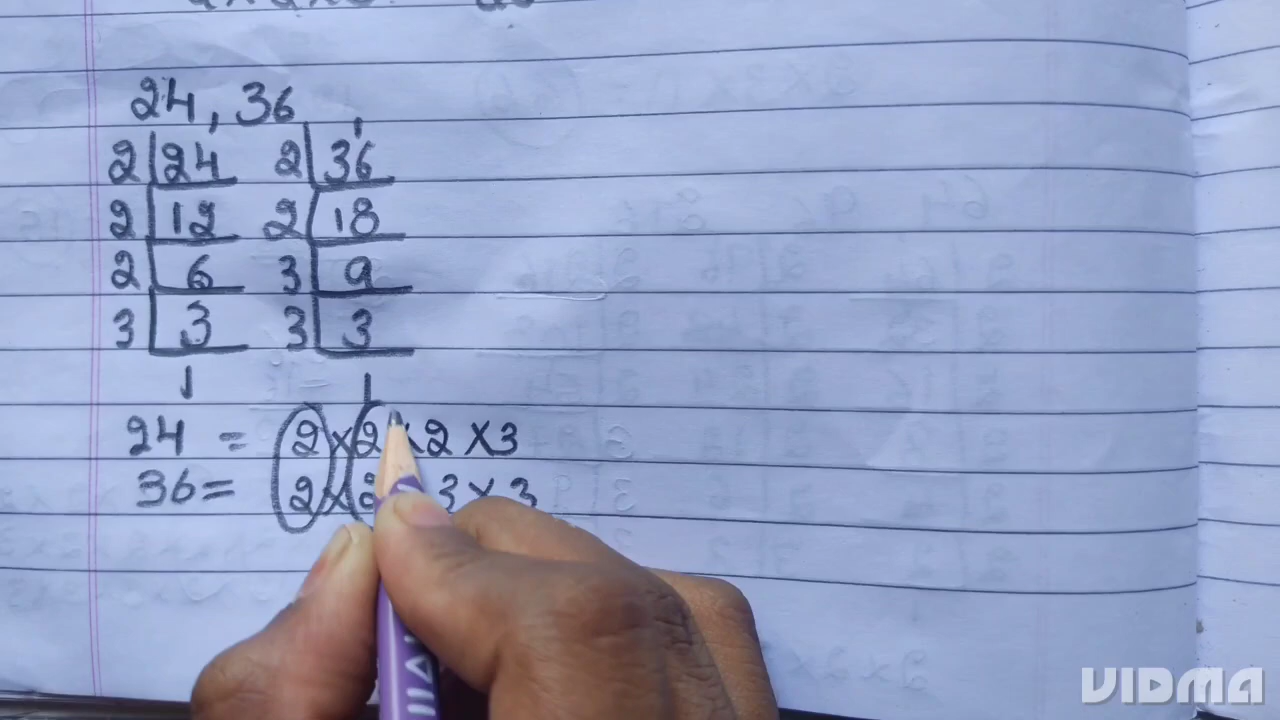 24, 36
2 24 2 36
2 12 2 18
2 6 3 9
3 3 3 3
1 1
24 = 2 × 2 × 2 × 3
36 = 2 × 2 3 × 3
VIDMA